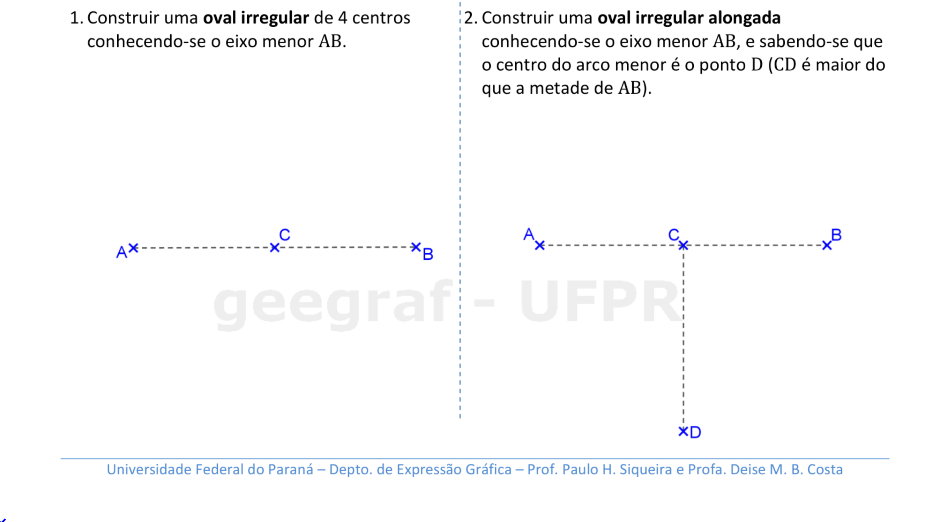 1. Construir uma oval irregular de 4 centros
conhecendo-se o eixo menor AB.
2. Construir uma oval irregular alongada
conhecendo-se o eixo menor AB, e sabendo-se que
o centro do arco menor é o ponto D (CD é maior do
que a metade de AB).
A
C
B
A
C
B
D
geegraf - UFPR
Universidade Federal do Paraná – Depto. de Expressão Gráfica – Prof. Paulo H. Siqueira e Profa. Deise M. B. Costa